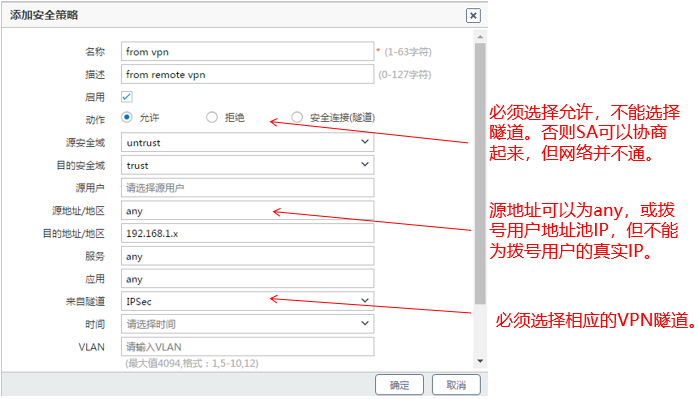 添加安全策略
名称 from vpn * (1-63字符)
描述 from remote vpn (0-127字符)
启用
动作 允许 拒绝 安全连接(隧道)
源安全域 untrust
目的安全域 trust
源用户 请选择源用户
源地址/地区 any
目的地址/地区 192.168.1.x
服务 any
应用 any
来自隧道 IPSec
时间 请选择时间
VLAN 请输入VLAN
(最大值4094,格式：1,5-10,12)
确定 取消
必须选择允许，不能选择
隧道。否则SA可以协商
起来，但网络并不通。
源地址可以为any，或拨
号用户地址池IP，但不能
为拨号用户的真实IP。
必须选择相应的VPN隧道。